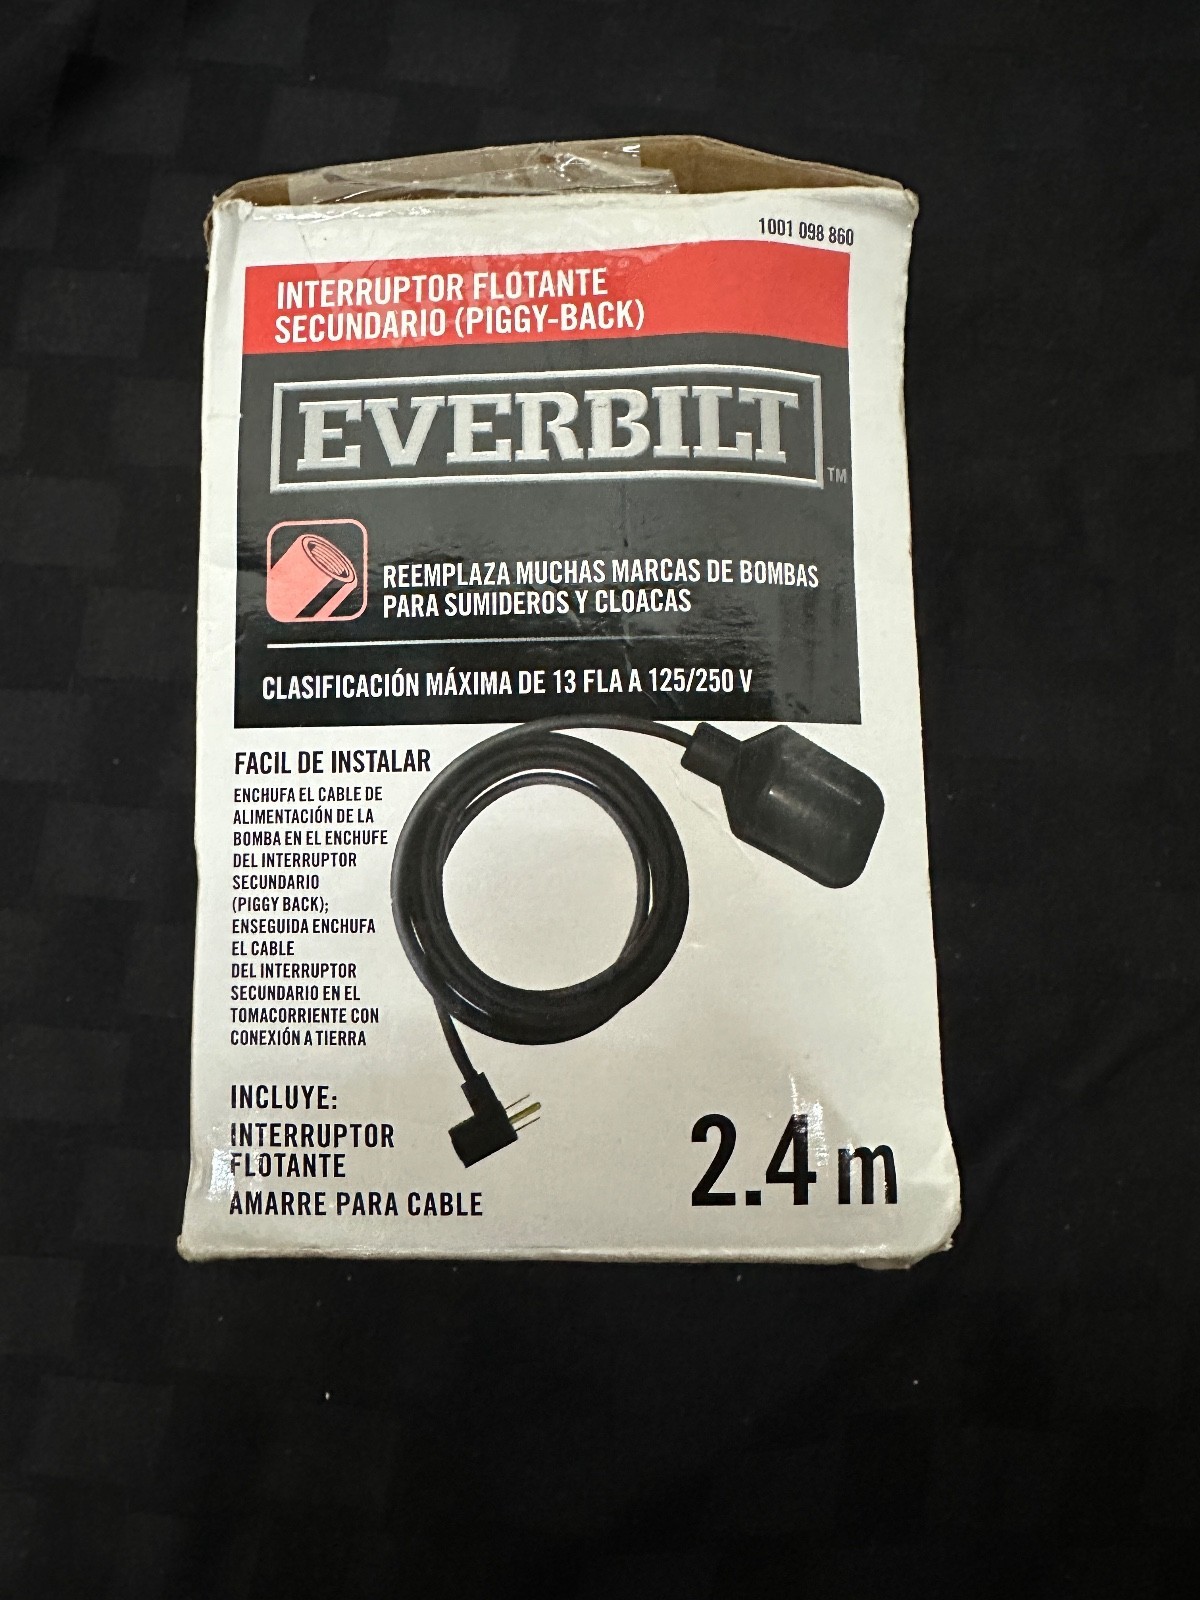 1001 098 860
INTERRUPTOR FLOTANTE
SECUNDARIO (PIGGY-BACK)
EVERBILT
TM
REEMPLAZA MUCHAS MARCAS DE BOMBAS
PARA SUMIDEROS Y CLOACAS
CLASIFICACIÓN MÁXIMA DE 13 FLA A 125/250 V
FACIL DE INSTALAR
ENCHUFA EL CABLE DE
ALIMENTACIÓN DE LA
BOMBA EN EL ENCHUFE
DEL INTERRUPTOR
SECUNDARIO
(PIGGY BACK);
ENSEGUIDA ENCHUFA
EL CABLE
DEL INTERRUPTOR
SECUNDARIO EN EL
TOMACORRIENTE CON
CONEXIÓN A TIERRA
INCLUYE:
INTERRUPTOR
FLOTANTE
AMARRE PARA CABLE
2.4 m